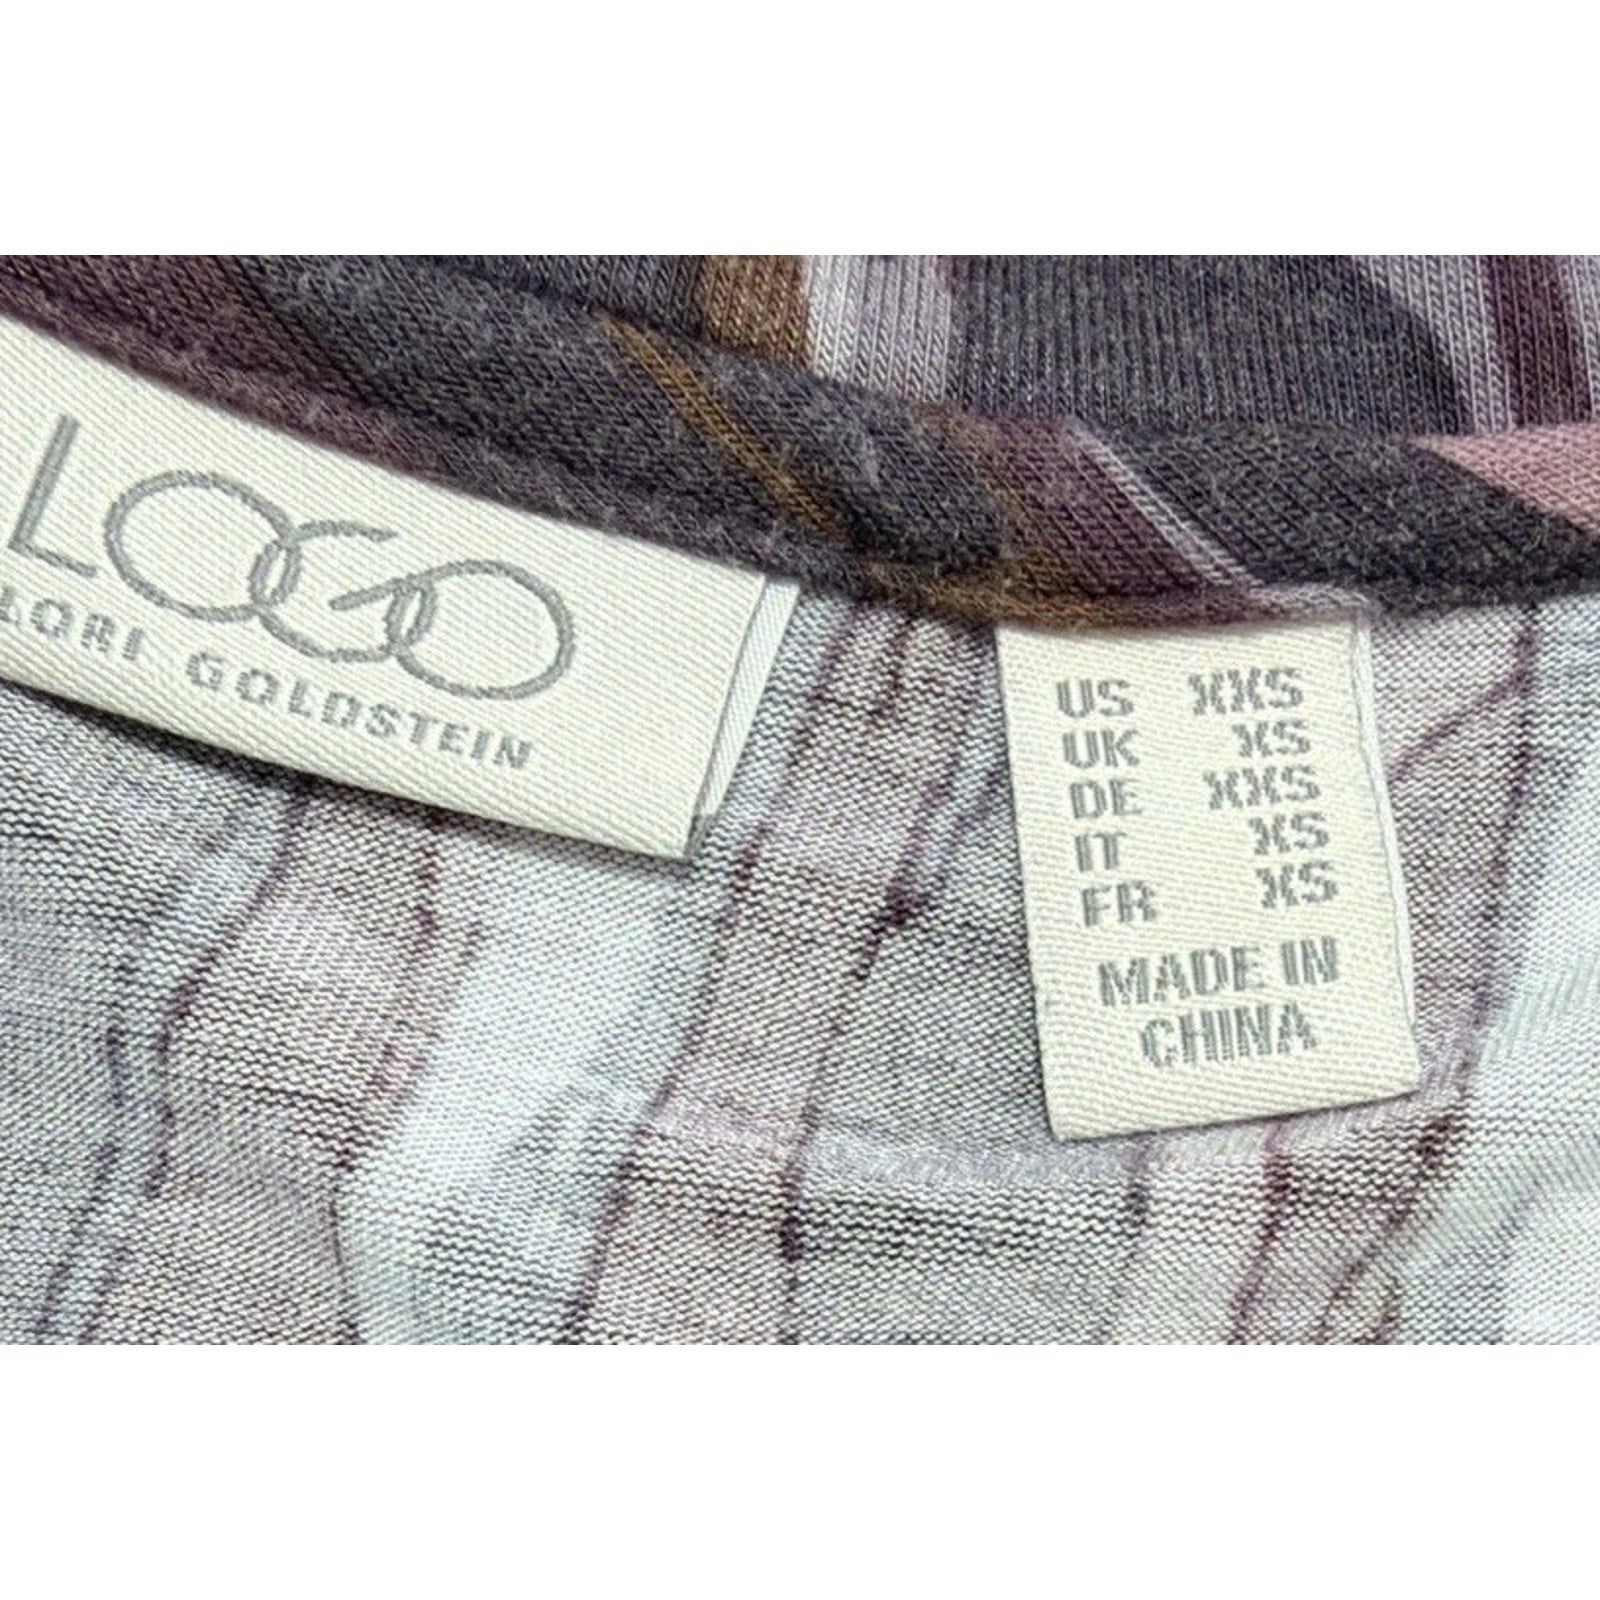 LOGO
LORI GOLDSTEIN
US XXS
UK XS
DE XXS
IT XS
FR XS
MADE IN
CHINA